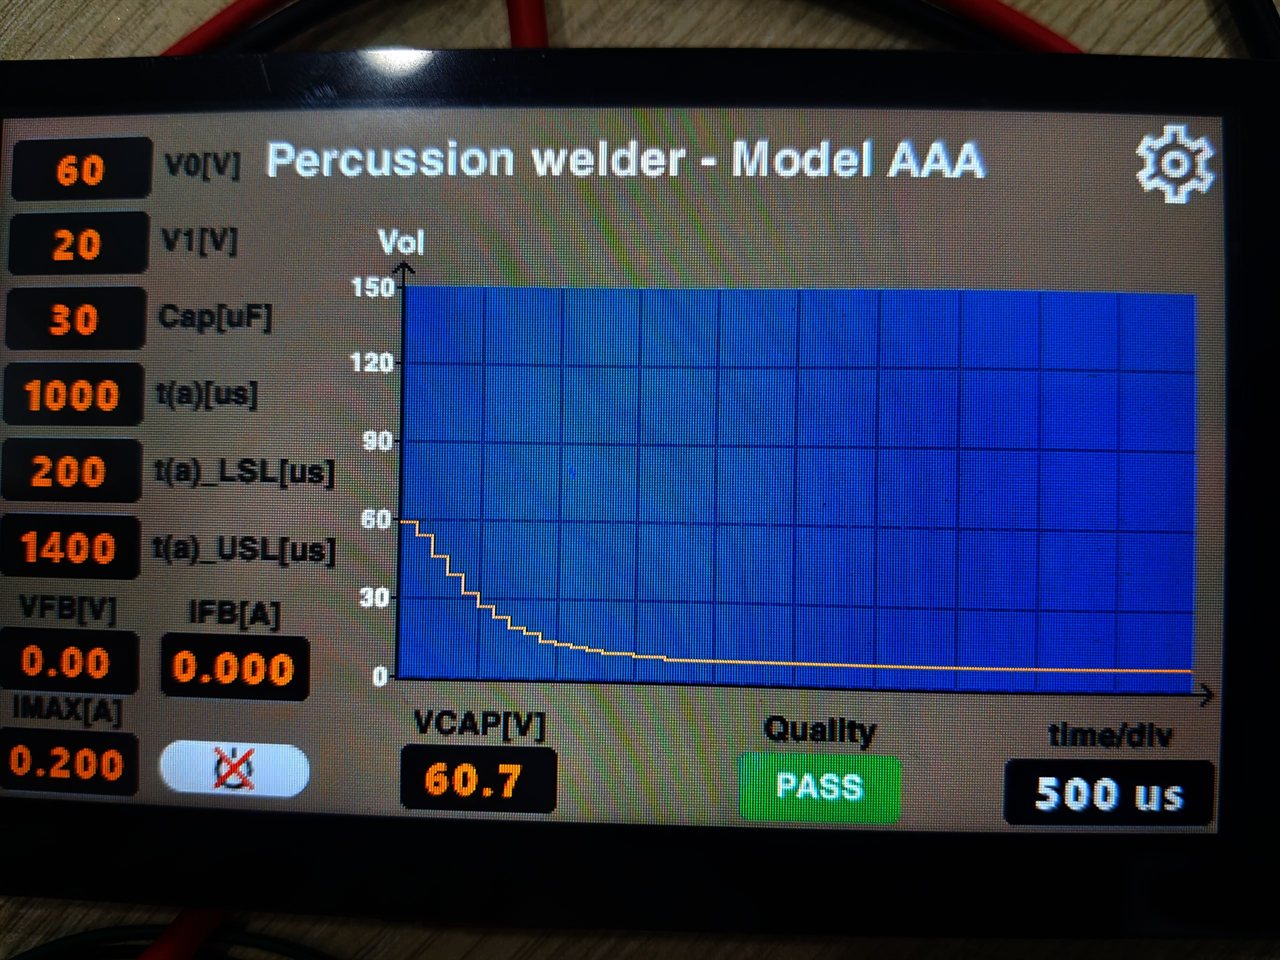 Percussion welder - Model AAA
60 V0[V]
20 V1[V]
30 Cap[uF]
1000 t(a)[us]
200 t(a)_LSL[us]
1400 t(a)_USL[us]
VFB[V] IFB[A]
0.00 0.000
IMAX[A]
0.200
Vol
150
120
90
60
30
0
VCAP[V]
60.7
Quality
PASS
time/div
500 us